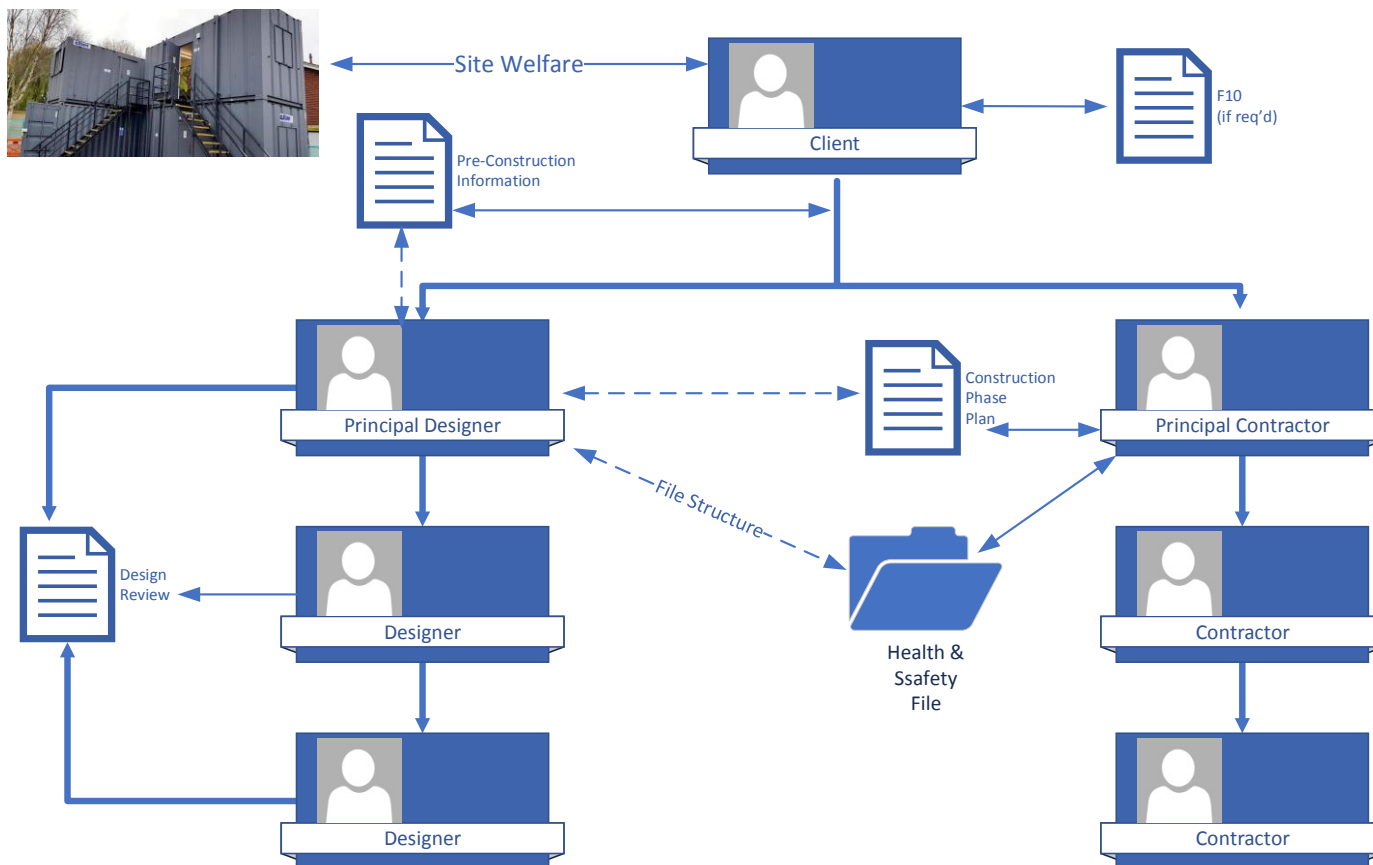 Site Welfare
Client
F10
(if req'd)
Pre-Construction
Information
Principal Designer
Construction
Phase
Plan
Principal Contractor
File Structure
Design
Review
Designer
Health &
Ssafety
File
Contractor
Designer
Contractor